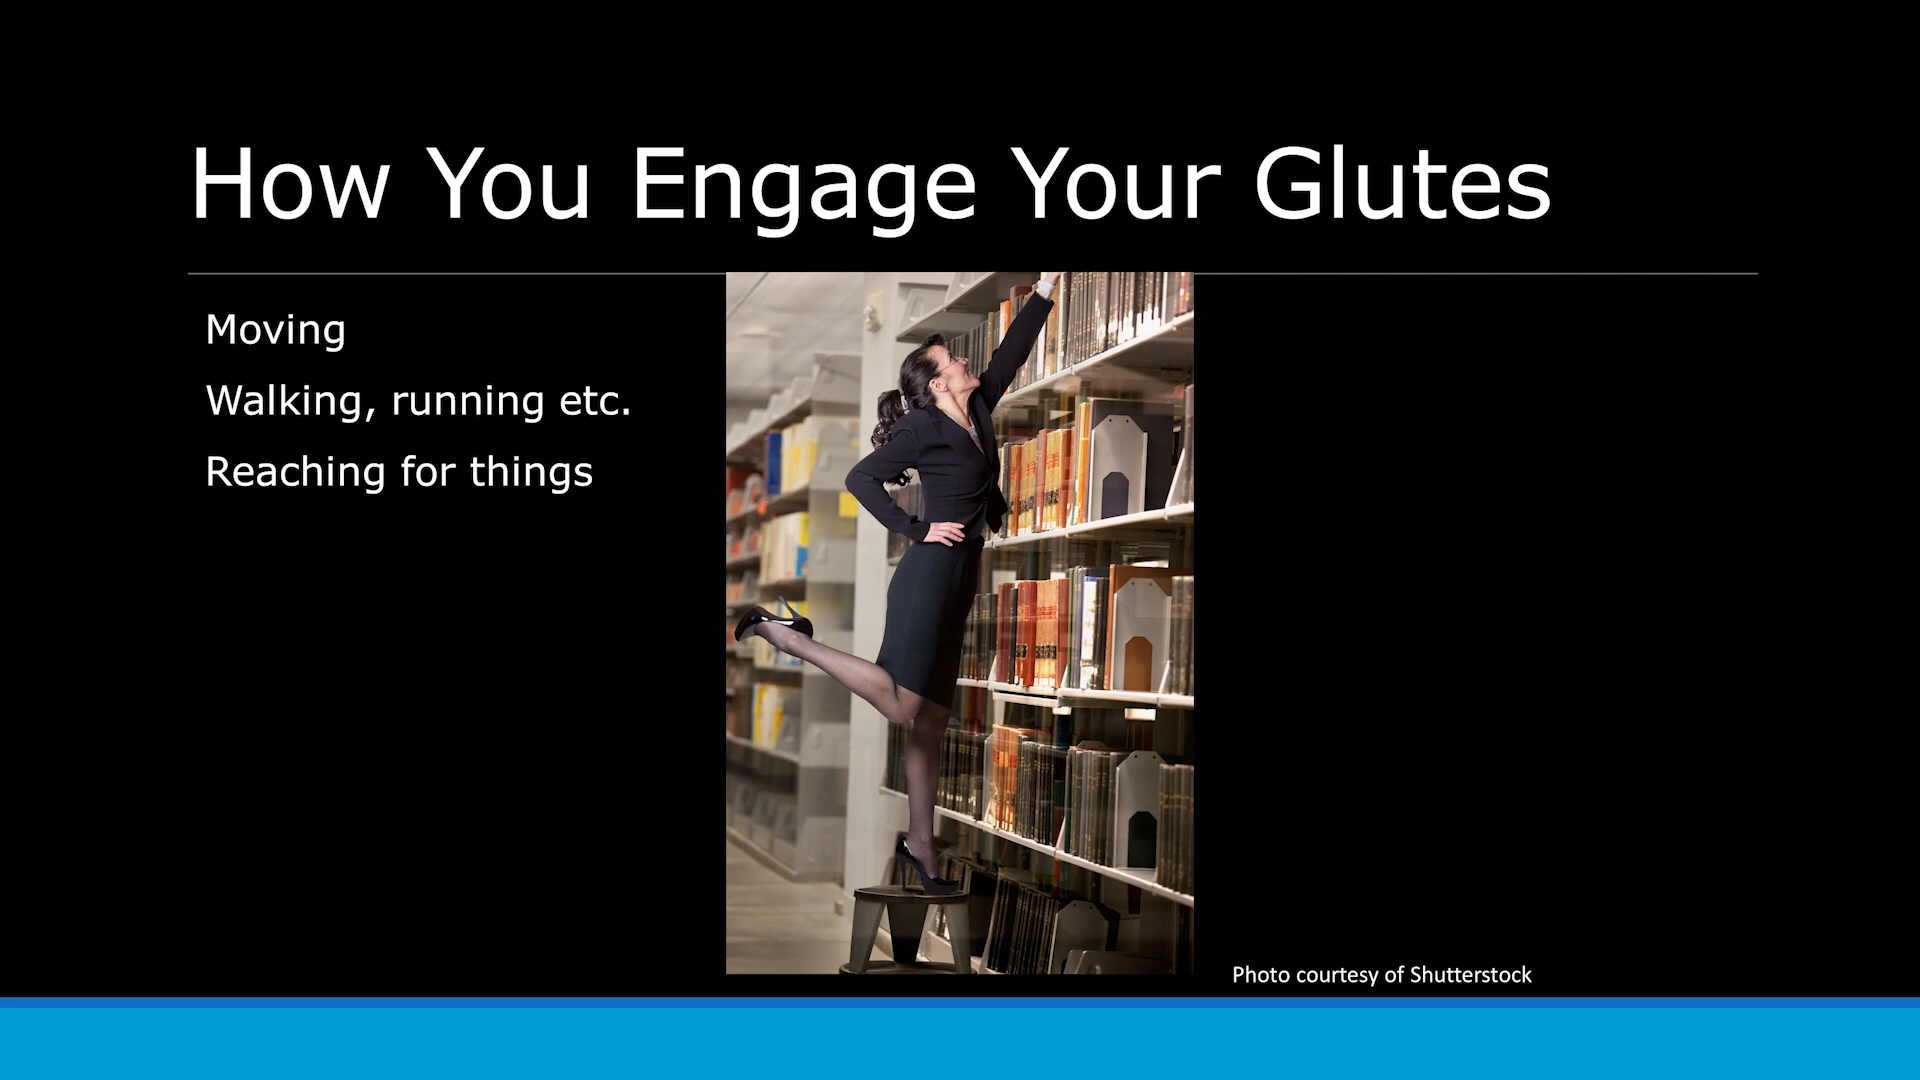 How You Engage Your Glutes
Moving
Walking, running etc.
Reaching for things
Photo courtesy of Shutterstock